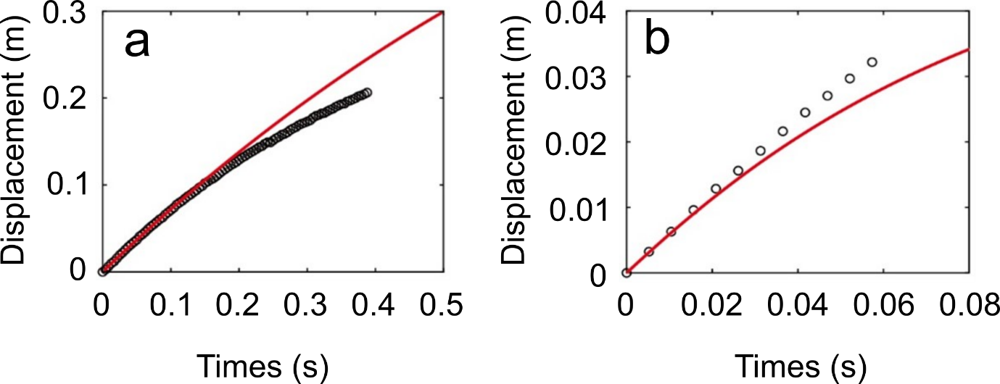 a
Displacement (m)
0.3
0.2
0.1
0
0 0.1 0.2 0.3 0.4 0.5
Times (s)
b
Displacement (m)
0.04
0.03
0.02
0.01
0
0 0.02 0.04 0.06 0.08
Times (s)